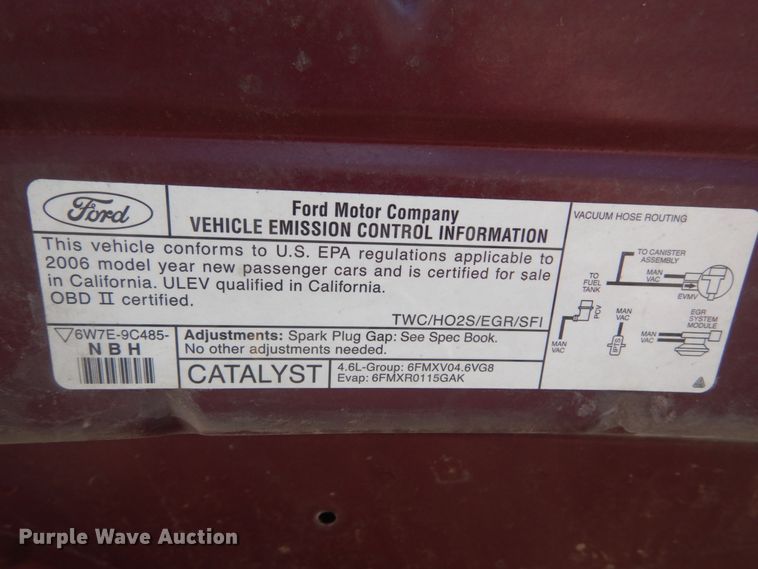 Ford
Ford Motor Company
VEHICLE EMISSION CONTROL INFORMATION
This vehicle conforms to U.S. EPA regulations applicable to
2006 model year new passenger cars and is certified for sale
in California. ULEV qualified in California.
OBD II certified.
TWC/HO2S/EGR/SFI
6W7E-9C485-
NBH
Adjustments: Spark Plug Gap: See Spec Book.
No other adjustments needed.
CATALYST
4.6L-Group: 6FMXV04.6VG8
Evap: 6FMXR0115GAK
VACUUM HOSE ROUTING
TO CANISTER
ASSEMBLY
TO
FUEL
TANK
MAN
VAC
EVMV
PCV
MAN
VAC
BTS
MAN
VAC
EGR
SYSTEM
MODULE
Purple Wave Auction